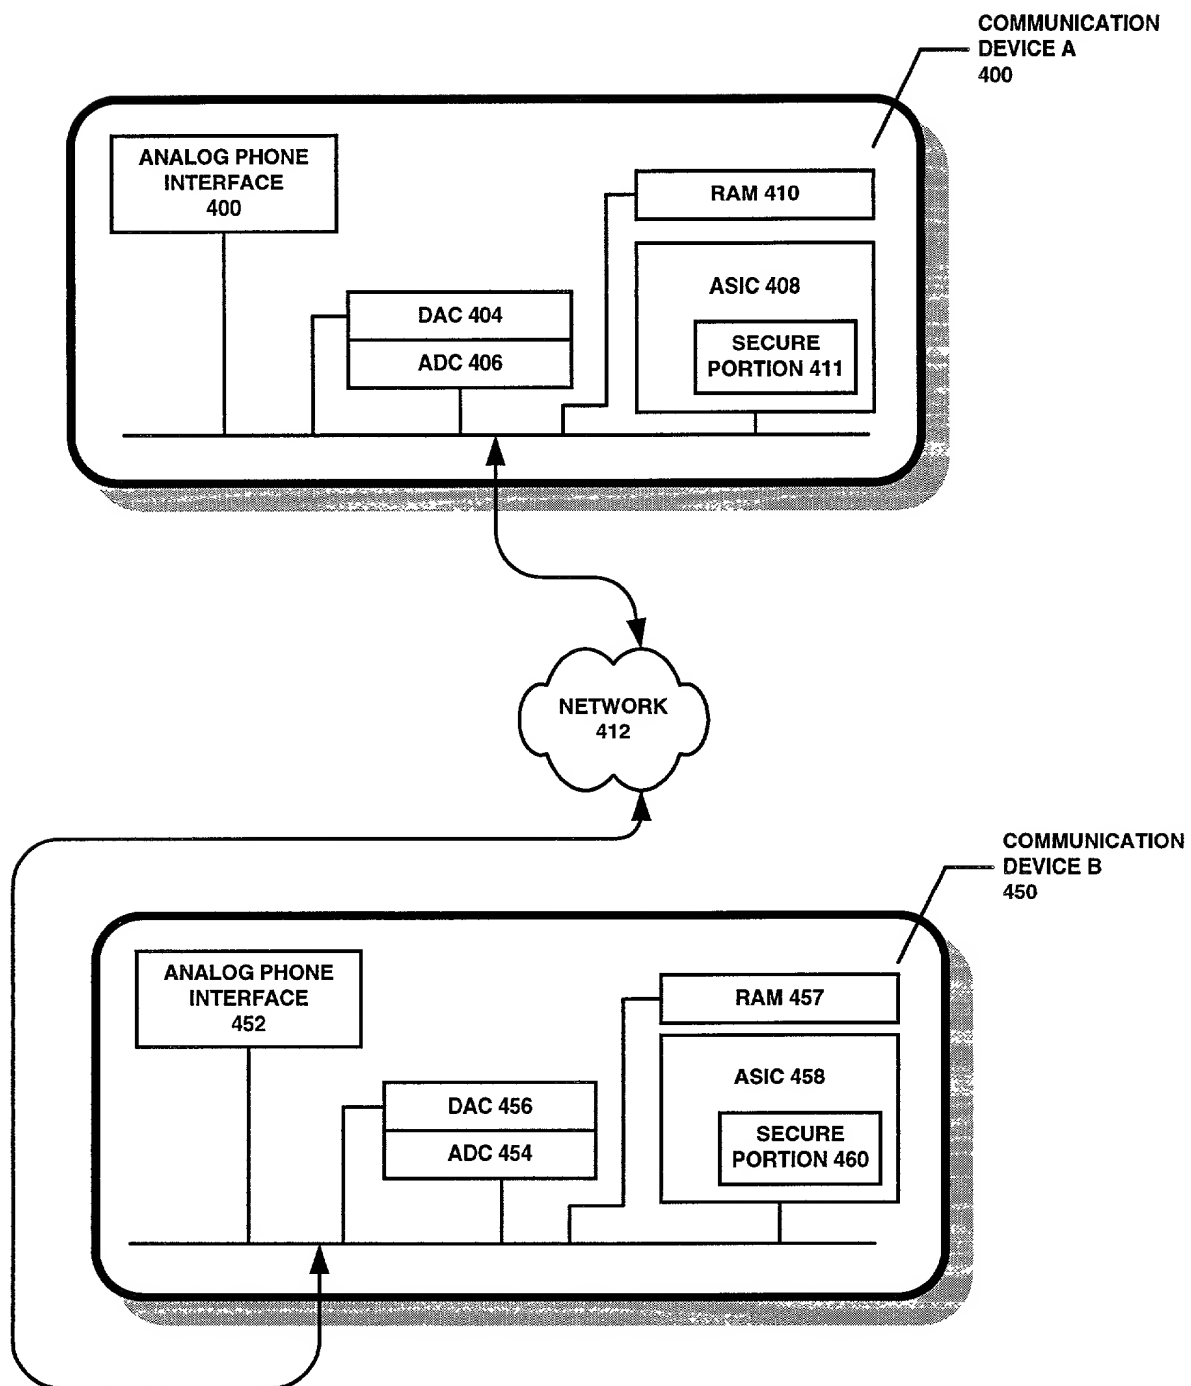 COMMUNICATION
DEVICE A
400
ANALOG PHONE
INTERFACE
400
RAM 410
ASIC 408
DAC 404
SECURE
PORTION 411
ADC 406
NETWORK
412
COMMUNICATION
DEVICE B
450
ANALOG PHONE
INTERFACE
452
RAM 457
ASIC 458
DAC 456
SECURE
PORTION 460
ADC 454